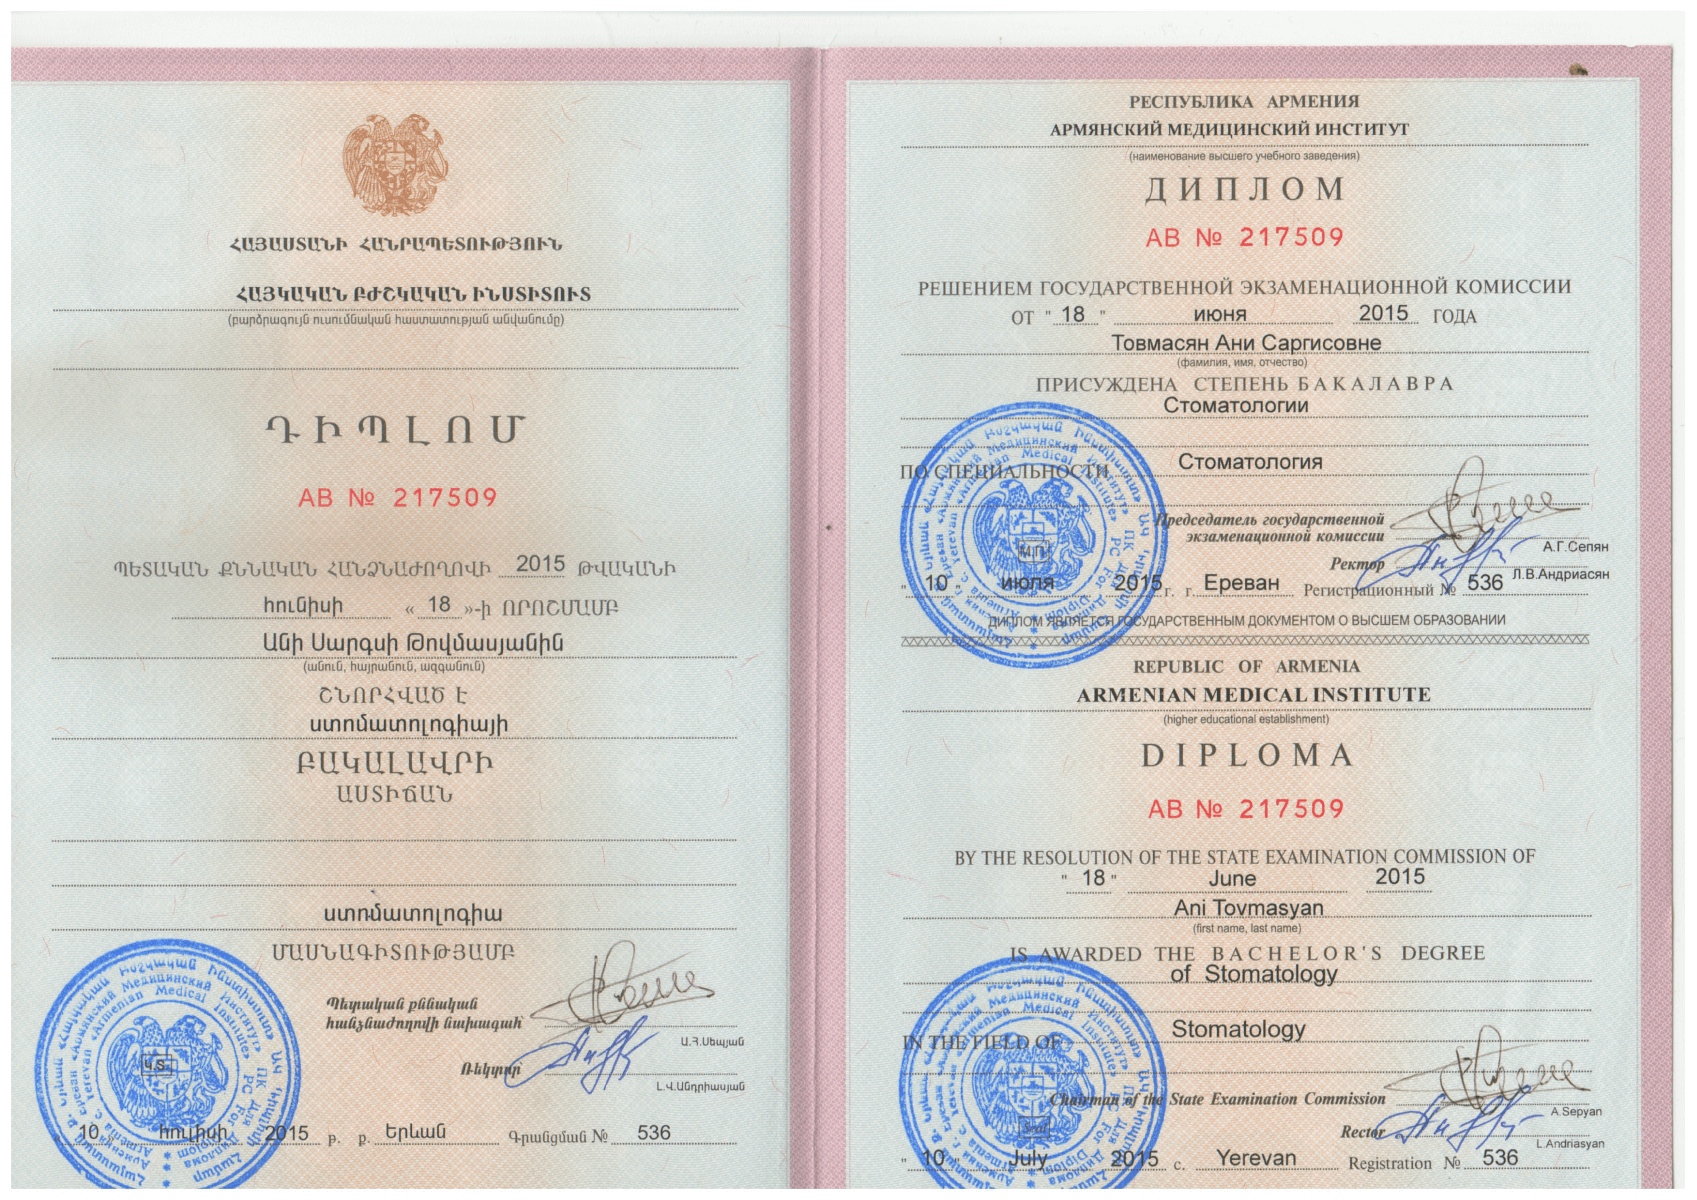 ՀԱՅԱՍՏԱՆԻ ՀԱՆՐԱՊԵՏՈՒԹՅՈՒՆ
ՀԱՅԿԱԿԱՆ ԲԺՇԿԱԿԱՆ ԻՆՍՏԻՏՈՒՏ
(բարձրագույն ուսումնական հաստատության անվանումը)
ԴԻՊԼՈՄ
AB № 217509
ՊԵՏԱԿԱՆ ՔՆՆԱԿԱՆ ՀԱՆՁՆԱԺՈՂՈՎԻ 2015 ԹՎԱԿԱՆԻ
հունիսի « 18 »-ի ՈՐՈՇՄԱՄԲ
Անի Սարգսի Թովմասյանին
(անուն, հայրանուն, ազգանուն)
ՇՆՈՐՀՎԱԾ Է
ստոմատոլոգիայի
ԲԱԿԱԼԱՎՐԻ
ԱՍՏԻՃԱՆ
ստոմատոլոգիա
ՄԱՍՆԱԳԻՏՈՒԹՅԱՄԲ
Պետական քննական
հանձնաժողովի նախագահ
Ա.Հ.Սեպյան
Ռեկտոր
Լ.Վ.Անդրիասյան
Կ.Տ.
" 10 " հուլիսի 2015 թ. ք. Երևան Գրանցման № 536
РЕСПУБЛИКА АРМЕНИЯ
АРМЯНСКИЙ МЕДИЦИНСКИЙ ИНСТИТУТ
(наименование высшего учебного заведения)
ДИПЛОМ
AB № 217509
РЕШЕНИЕМ ГОСУДАРСТВЕННОЙ ЭКЗАМЕНАЦИОННОЙ КОМИССИИ
ОТ " 18 " июня 2015 ГОДА
Товмасян Ани Саргисовне
(фамилия, имя, отчество)
ПРИСУЖДЕНА СТЕПЕНЬ БАКАЛАВРА
Стоматологии
ПО СПЕЦИАЛЬНОСТИ Стоматология
Председатель государственной
экзаменационной комиссии
А.Г.Сепян
Ректор
Л.В.Андриасян
М.П.
" 10 " июля 2015 г. г. Ереван Регистрационный № 536
ДИПЛОМ ЯВЛЯЕТСЯ ГОСУДАРСТВЕННЫМ ДОКУМЕНТОМ О ВЫСШЕМ ОБРАЗОВАНИИ
REPUBLIC OF ARMENIA
ARMENIAN MEDICAL INSTITUTE
(higher educational establishment)
DIPLOMA
AB № 217509
BY THE RESOLUTION OF THE STATE EXAMINATION COMMISSION OF
" 18 " June 2015
Ani Tovmasyan
(first name, last name)
IS AWARDED THE BACHELOR'S DEGREE
of Stomatology
IN THE FIELD OF Stomatology
Chairman of the State Examination Commission
A.Sepyan
Rector
L.Andriasyan
Seal
" 10 " July 2015 c. Yerevan Registration № 536